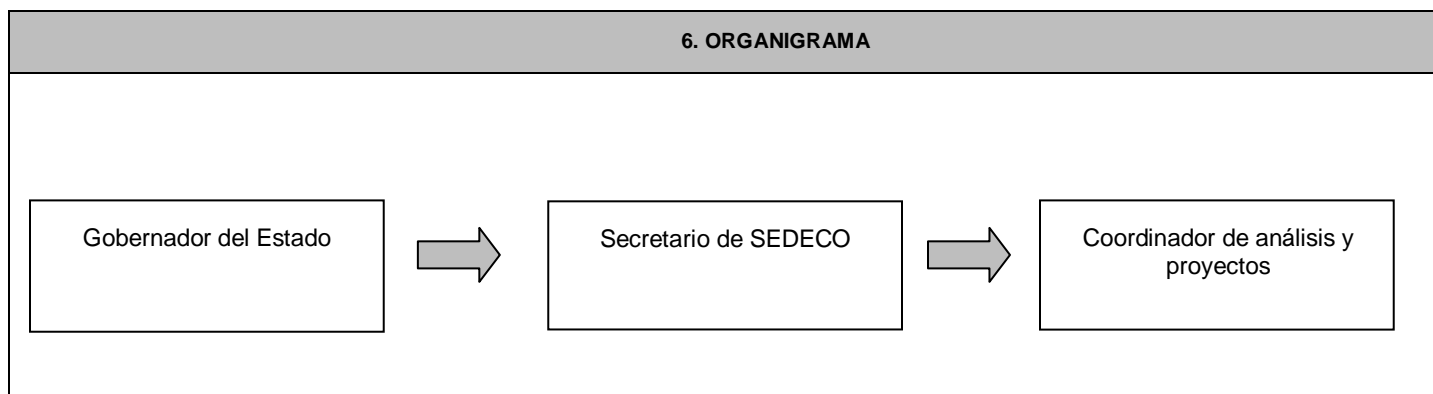 6. ORGANIGRAMA
Gobernador del Estado
Secretario de SEDECO
Coordinador de análisis y
proyectos